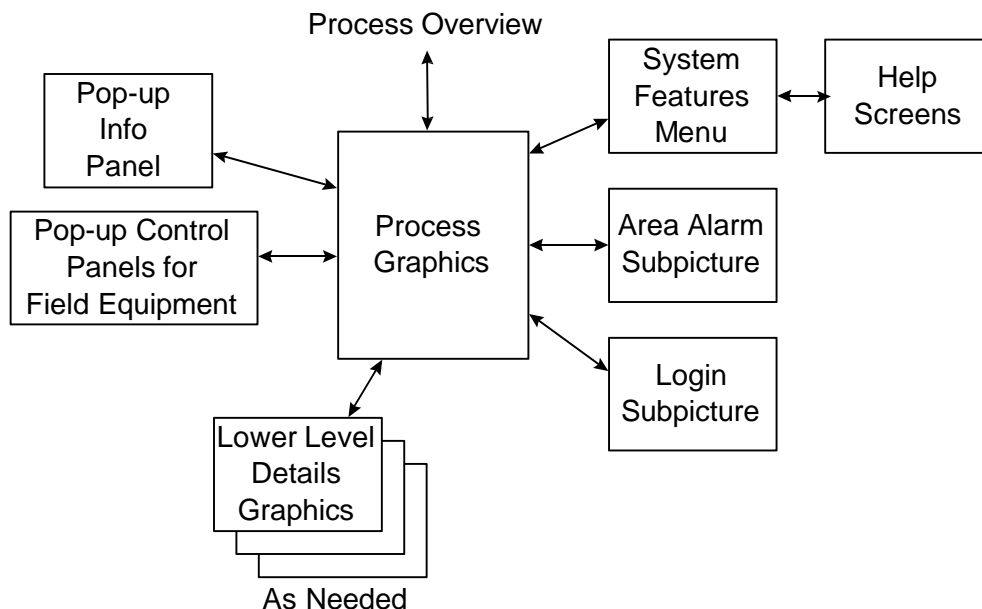 Process Overview
Pop-up
Info
Panel
System
Features
Menu
Help
Screens
Pop-up Control
Panels for
Field Equipment
Process
Graphics
Area Alarm
Subpicture
Login
Subpicture
Lower Level
Details
Graphics
As Needed